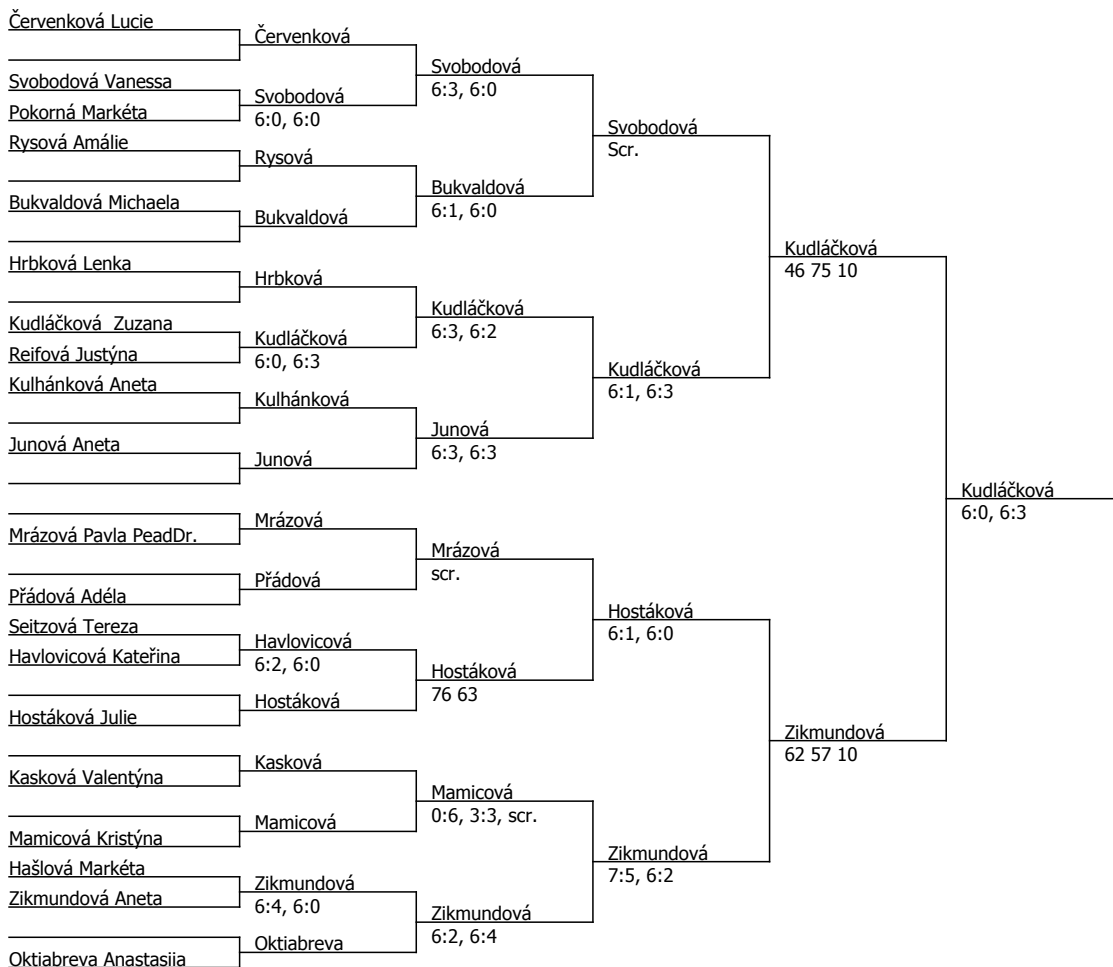 Červenková Lucie
Červenková
Svobodová
6:3, 6:0
Svobodová Vanessa
Svobodová
6:0, 6:0
Pokorná Markéta
Svobodová
Scr.
Rysová Amálie
Rysová
Bukvaldová
6:1, 6:0
Bukvaldová Michaela
Bukvaldová
Kudláčková
46 75 10
Hrbková Lenka
Hrbková
Kudláčková
6:3, 6:2
Kudláčková  Zuzana
Kudláčková
6:0, 6:3
Reifová Justýna
Kudláčková
6:1, 6:3
Kulhánková Aneta
Kulhánková
Junová
6:3, 6:3
Junová Aneta
Junová
Kudláčková
6:0, 6:3
Mrázová
Mrázová Pavla PeadDr.
Mrázová
scr.
Přádová
Přádová Adéla
Hostáková
6:1, 6:0
Seitzová Tereza
Havlovicová
6:2, 6:0
Havlovicová Kateřina
Hostáková
76 63
Hostáková
Hostáková Julie
Zikmundová
62 57 10
Kasková
Kasková Valentýna
Mamicová
0:6, 3:3, scr.
Mamicová
Mamicová Kristýna
Zikmundová
7:5, 6:2
Hašlová Markéta
Zikmundová
6:4, 6:0
Zikmundová Aneta
Zikmundová
6:2, 6:4
Oktiabreva
Oktiabreva Anastasiia